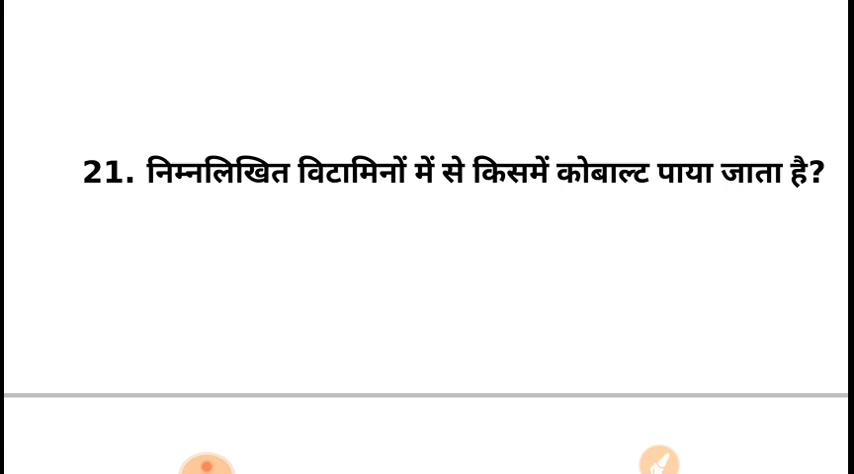 21. निम्नलिखित विटामिनों में से किसमें कोबाल्ट पाया जाता है?